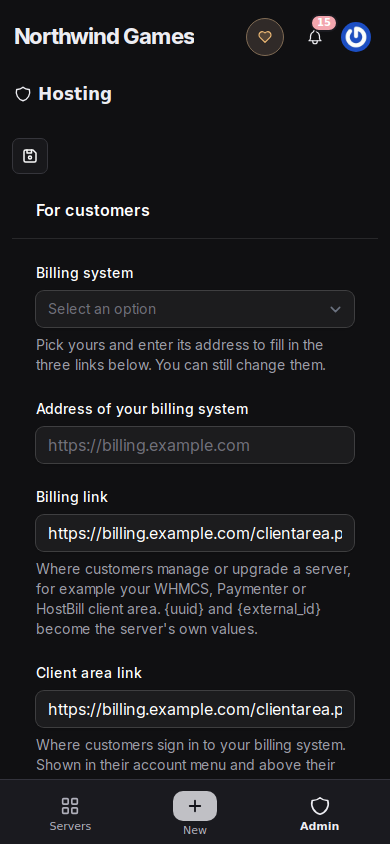 Northwind Games
15
Hosting
For customers
Billing system
Select an option
Pick yours and enter its address to fill in the
three links below. You can still change them.
Address of your billing system
https://billing.example.com
Billing link
https://billing.example.com/clientarea.p
Where customers manage or upgrade a server,
for example your WHMCS, Paymenter or
HostBill client area. {uuid} and {external_id}
become the server's own values.
Client area link
https://billing.example.com/clientarea.p
Where customers sign in to your billing system.
Shown in their account menu and above their
Servers
New
Admin